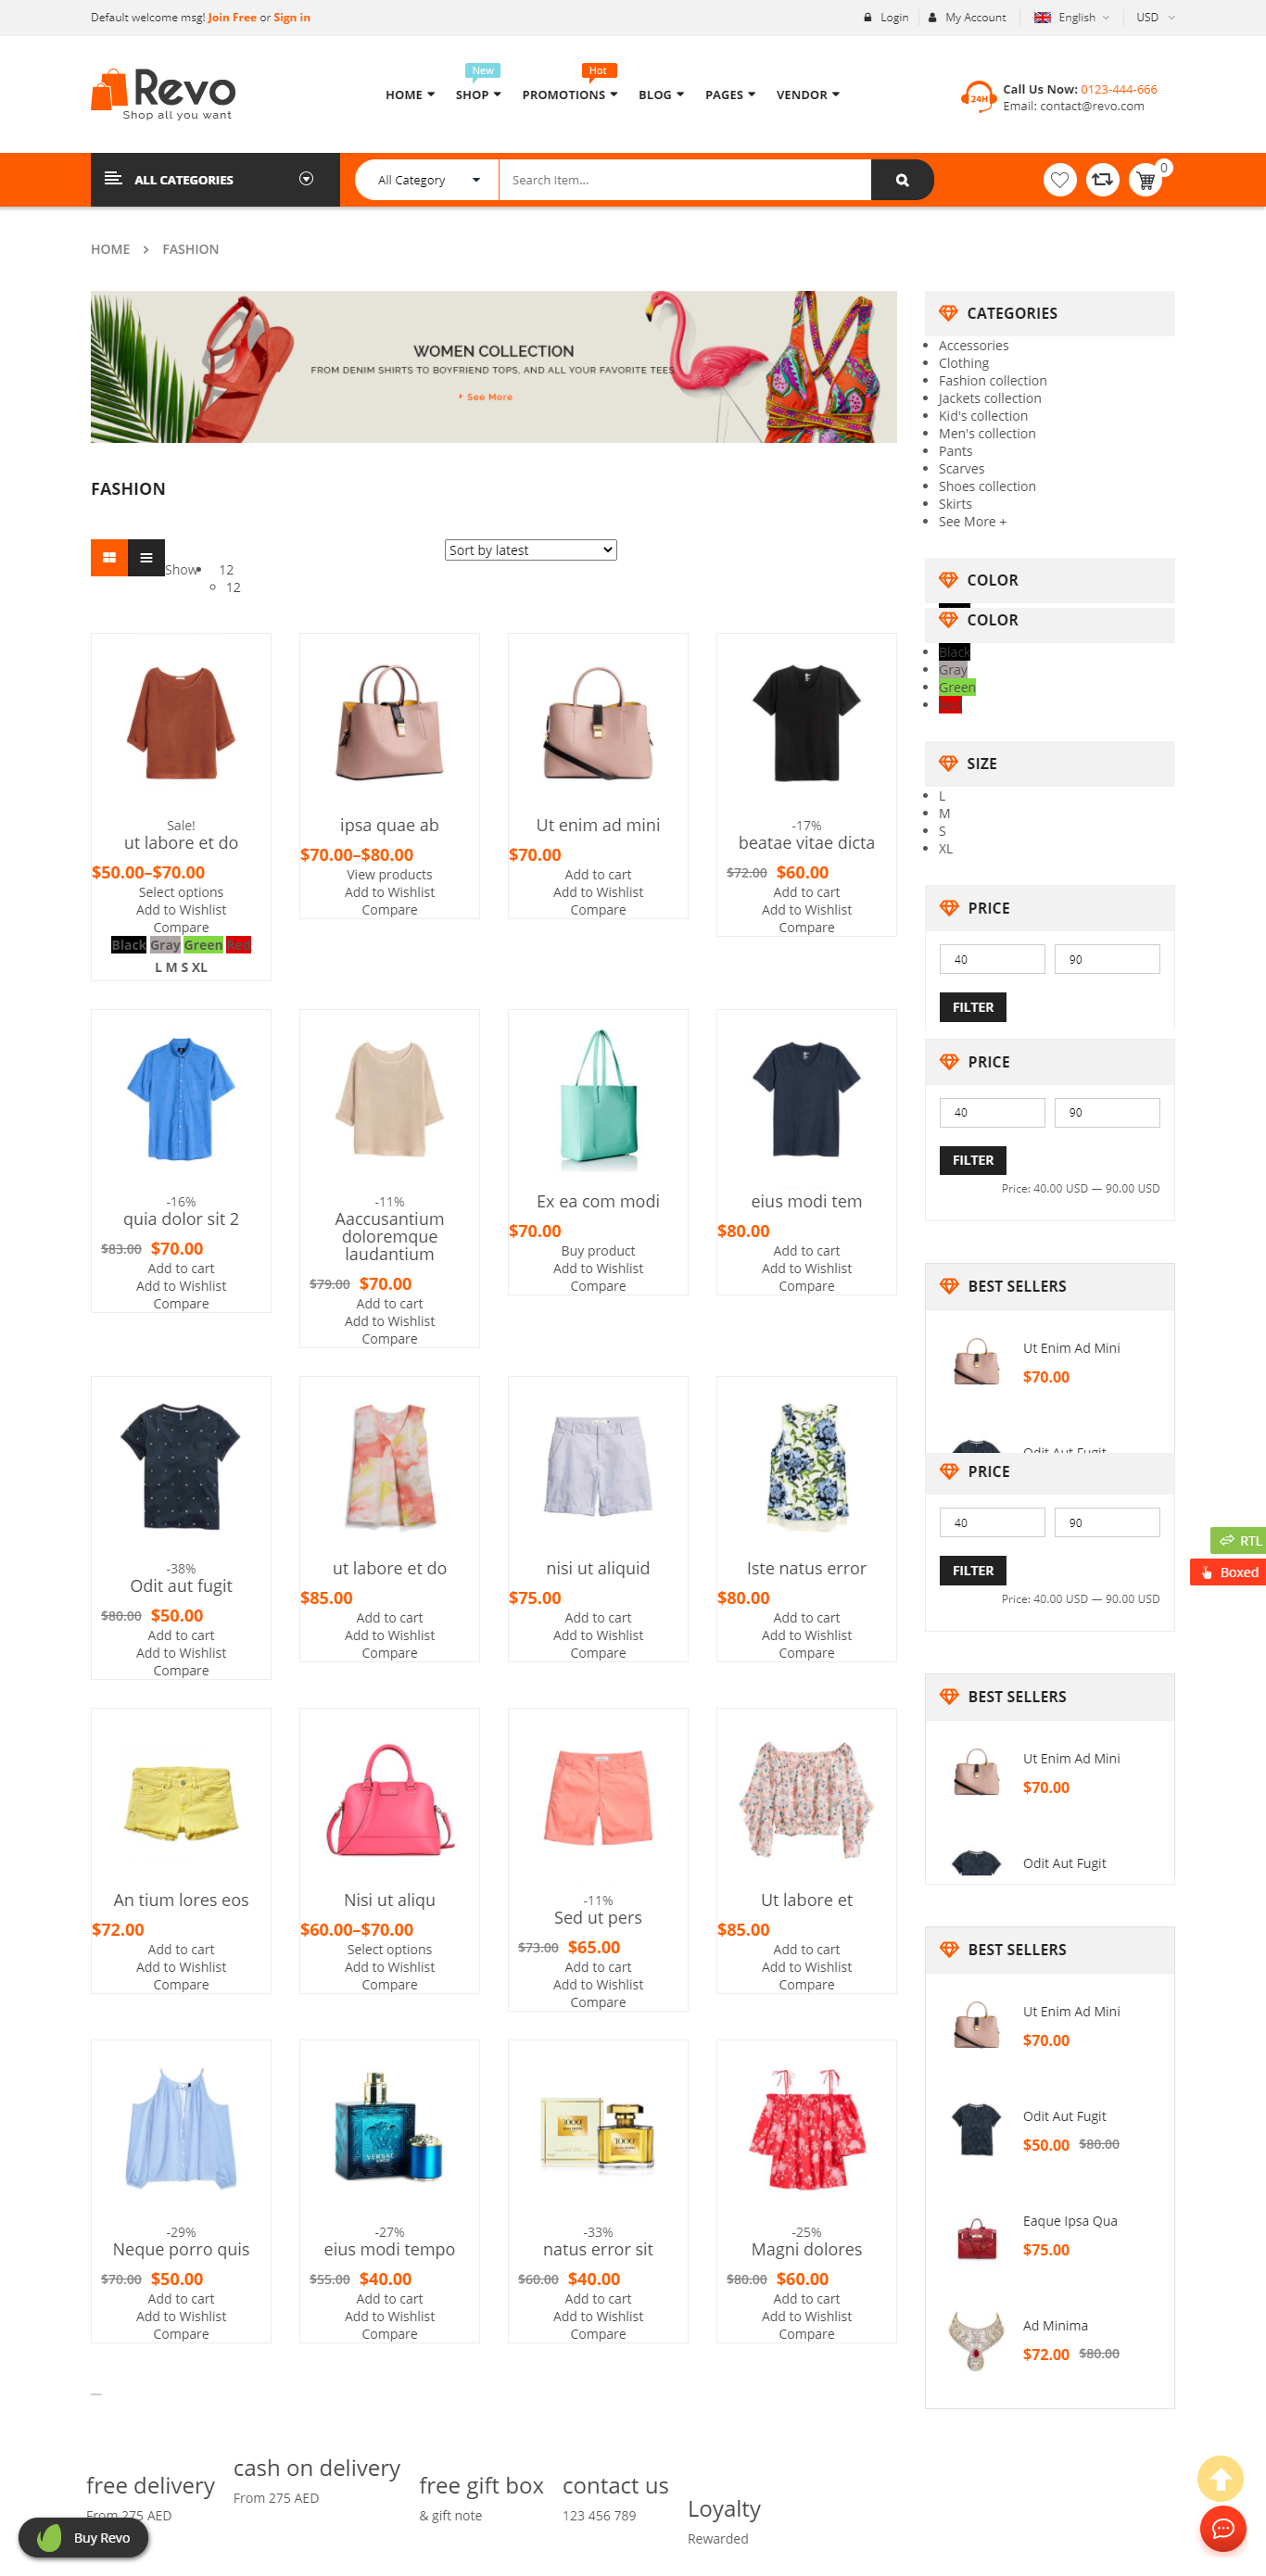 Default welcome msg! Join Free or Sign in
Login
My Account
English
USD
Revo
Shop all you want
New
Hot
HOME
SHOP
PROMOTIONS
BLOG
PAGES
VENDOR
24H
Call Us Now: 0123-444-666
Email: contact@revo.com
ALL CATEGORIES
All Category
Search Item...
0
HOME > FASHION
WOMEN COLLECTION
FROM DENIM SHIRTS TO BOYFRIEND TOPS, AND ALL YOUR FAVORITE TEES
See More
FASHION
Show
12
12
Sort by latest
Sale!
ut labore et do
$50.00–$70.00
Select options
Add to Wishlist
Compare
Black Gray Green Red
L M S XL
ipsa quae ab
$70.00–$80.00
View products
Add to Wishlist
Compare
Ut enim ad mini
$70.00
Add to cart
Add to Wishlist
Compare
-17%
beatae vitae dicta
$72.00 $60.00
Add to cart
Add to Wishlist
Compare
-16%
quia dolor sit 2
$83.00 $70.00
Add to cart
Add to Wishlist
Compare
-11%
Aaccusantium
doloremque
laudantium
$79.00 $70.00
Add to cart
Add to Wishlist
Compare
Ex ea com modi
$70.00
Buy product
Add to Wishlist
Compare
eius modi tem
$80.00
Add to cart
Add to Wishlist
Compare
-38%
Odit aut fugit
$80.00 $50.00
Add to cart
Add to Wishlist
Compare
ut labore et do
$85.00
Add to cart
Add to Wishlist
Compare
nisi ut aliquid
$75.00
Add to cart
Add to Wishlist
Compare
Iste natus error
$80.00
Add to cart
Add to Wishlist
Compare
An tium lores eos
$72.00
Add to cart
Add to Wishlist
Compare
Nisi ut aliqu
$60.00–$70.00
Select options
Add to Wishlist
Compare
-11%
Sed ut pers
$73.00 $65.00
Add to cart
Add to Wishlist
Compare
Ut labore et
$85.00
Add to cart
Add to Wishlist
Compare
-29%
Neque porro quis
$70.00 $50.00
Add to cart
Add to Wishlist
Compare
VERSACE
-27%
eius modi tempo
$55.00 $40.00
Add to cart
Add to Wishlist
Compare
1000
1000
-33%
natus error sit
$60.00 $40.00
Add to cart
Add to Wishlist
Compare
-25%
Magni dolores
$80.00 $60.00
Add to cart
Add to Wishlist
Compare
CATEGORIES
Accessories
Clothing
Fashion collection
Jackets collection
Kid's collection
Men's collection
Pants
Scarves
Shoes collection
Skirts
See More +
COLOR
COLOR
Black
Gray
Green
Red
SIZE
L
M
S
XL
PRICE
40
90
FILTER
PRICE
40
90
FILTER
Price: 40.00 USD — 90.00 USD
BEST SELLERS
Ut Enim Ad Mini
$70.00
Odit Aut Fugit
PRICE
40
90
FILTER
Price: 40.00 USD — 90.00 USD
RTL
Boxed
BEST SELLERS
Ut Enim Ad Mini
$70.00
Odit Aut Fugit
BEST SELLERS
Ut Enim Ad Mini
$70.00
Odit Aut Fugit
$50.00 $80.00
Eaque Ipsa Qua
$75.00
Ad Minima
$72.00 $80.00
free delivery
From 275 AED
cash on delivery
From 275 AED
free gift box
& gift note
contact us
123 456 789
Loyalty
Rewarded
Buy Revo